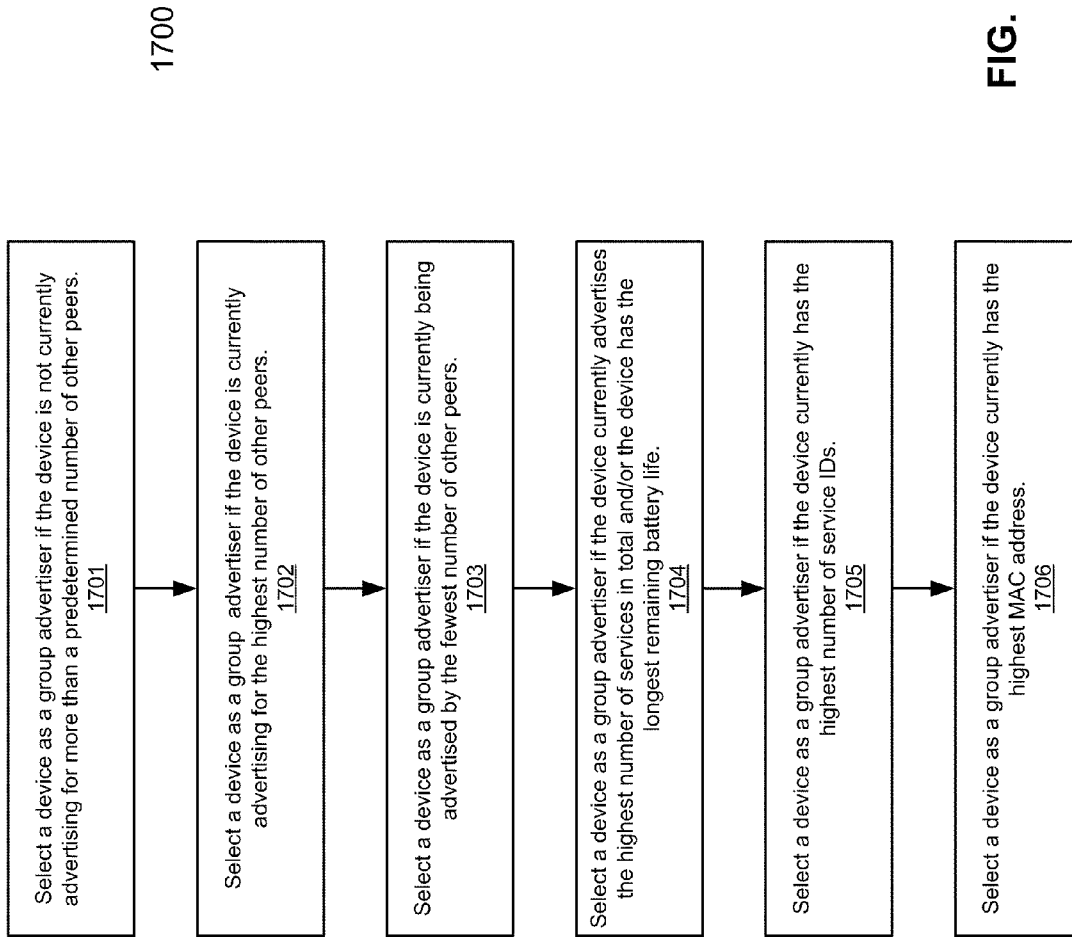 1700
Select a device as a group advertiser if the device is not currently
advertising for more than a predetermined number of other peers.
1701
Select a device as a group advertiser if the device is currently
advertising for the highest number of other peers.
1702
Select a device as a group advertiser if the device is currently being
advertised by the fewest number of other peers.
1703
Select a device as a group advertiser if the device currently advertises
the highest number of services in total and/or the device has the
longest remaining battery life.
1704
Select a device as a group advertiser if the device currently has the
highest number of service IDs.
1705
Select a device as a group advertiser if the device currently has the
highest MAC address.
1706
FIG.